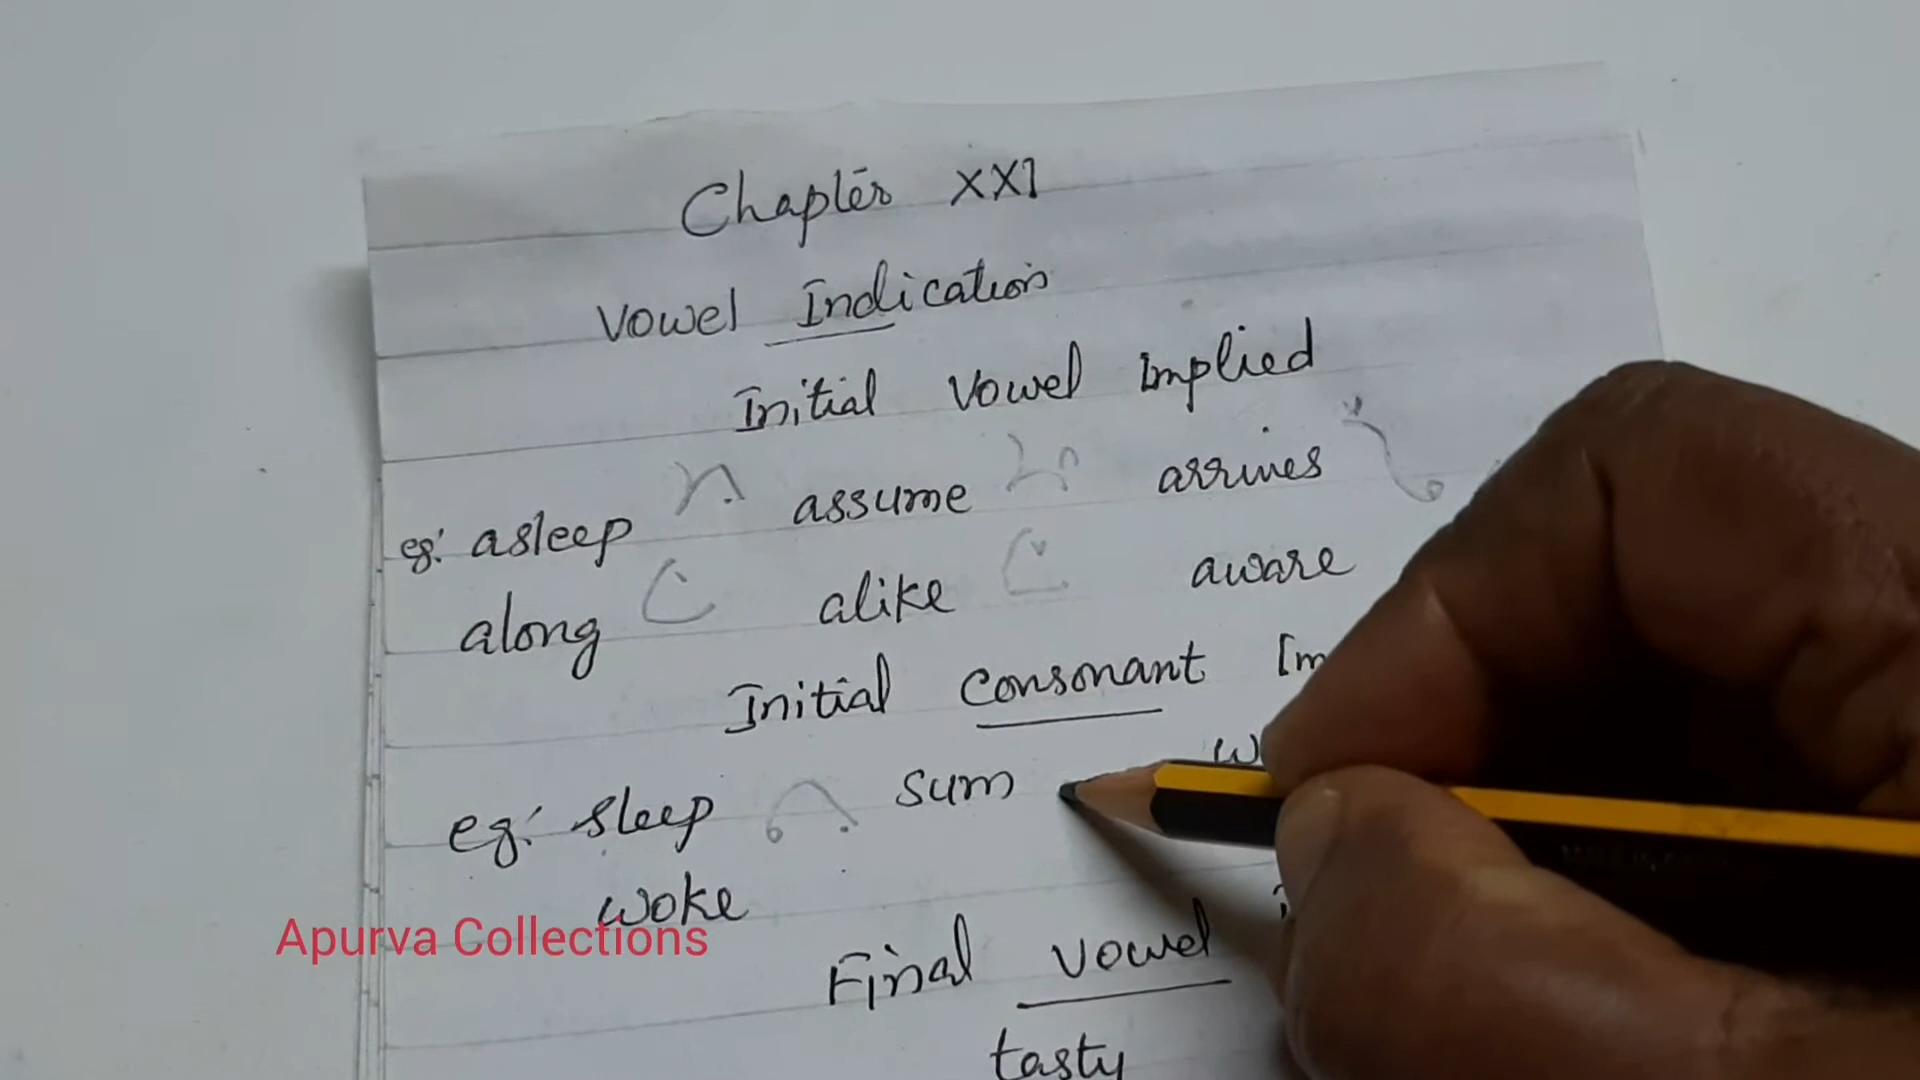 Chapter XXI
Vowel Indication
Initial Vowel Implied
eg: asleep assume arrives
along alike aware
Initial Consonant Im
eg: sleep sum w
woke
Apurva Collections
Final Vowel
tasty